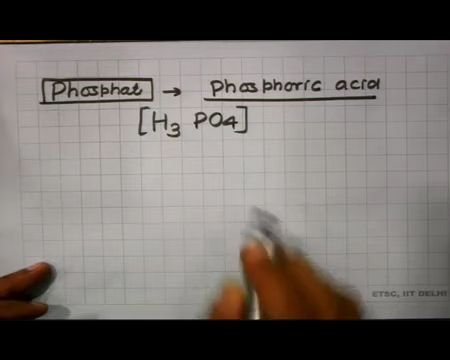 Phosphat → Phosphoric acid
[H₃ PO4]
ETSC, IIT DELHI